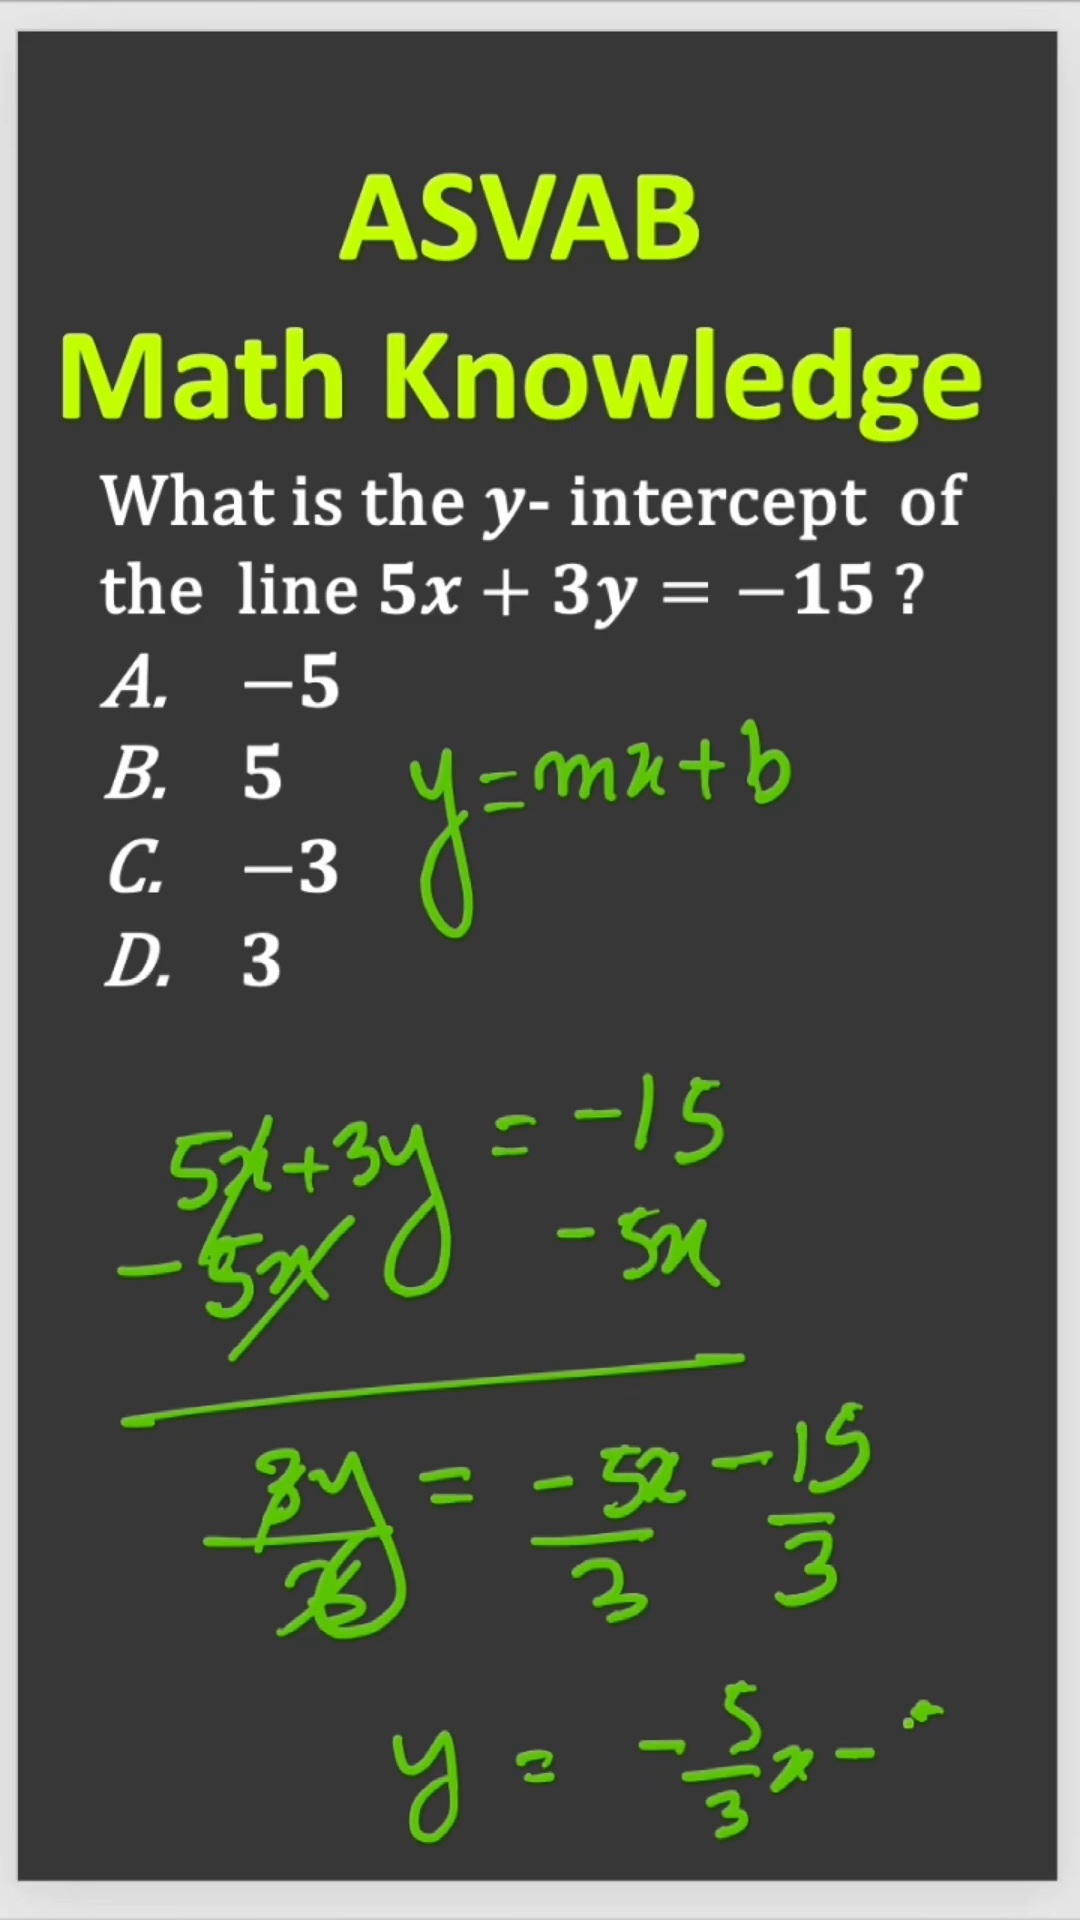 ASVAB
Math Knowledge
What is the y- intercept of
the line 5x + 3y = −15 ?
A. −5
B. 5
C. −3
D. 3
y=mx+b
5x+3y = -15
-5x -5x
3y = -5x -15
3 3 3
y = -5/3 x -